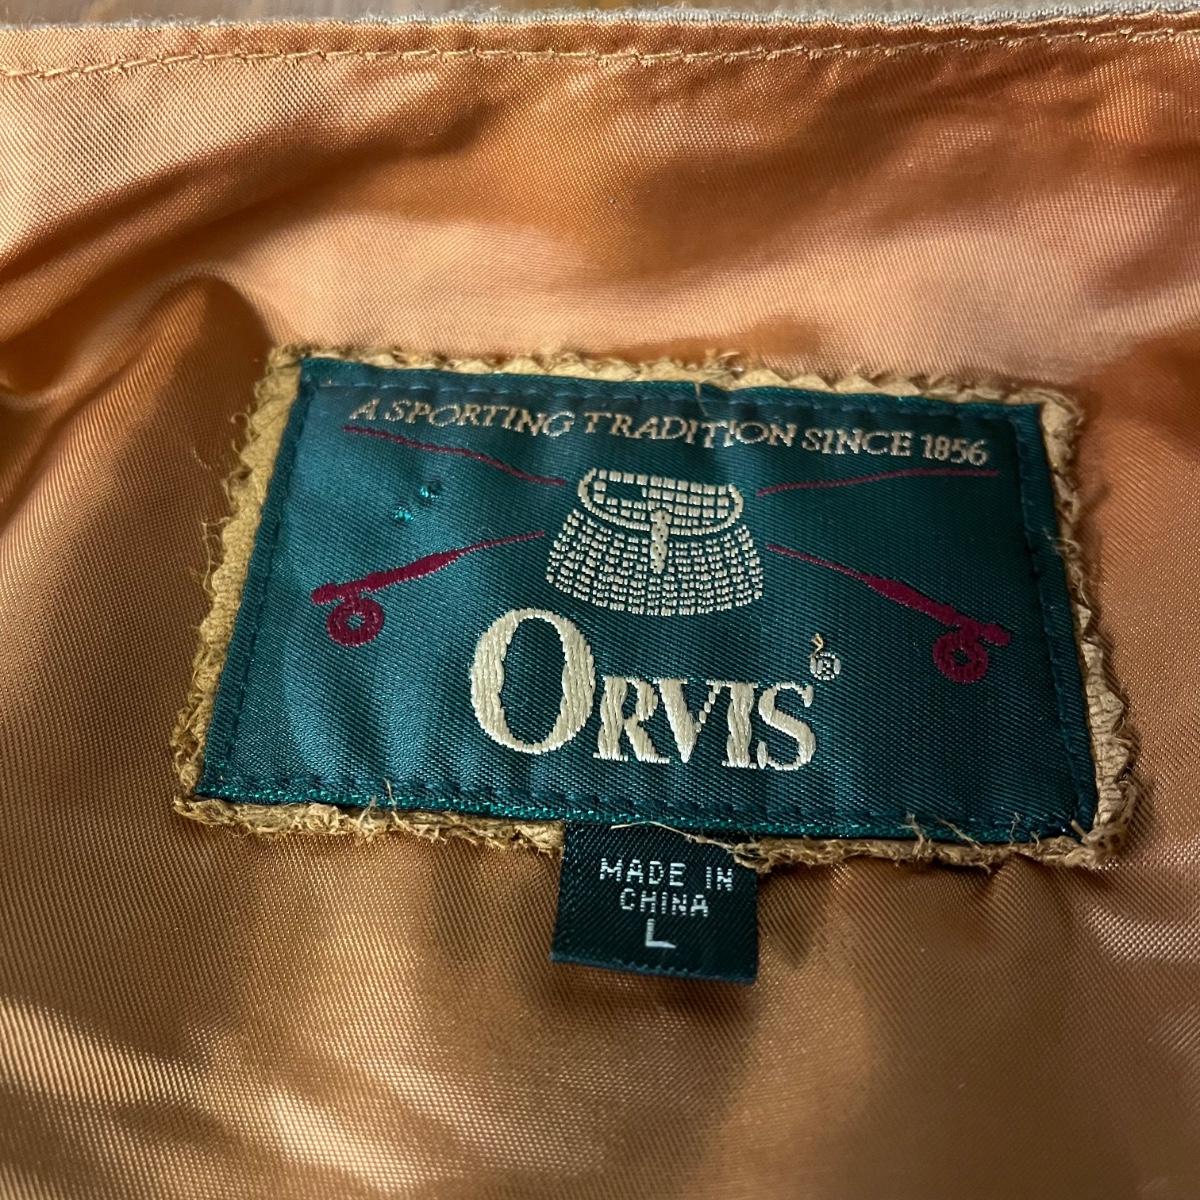 A SPORTING TRADITION SINCE 1856
ORVIS ®
MADE IN
CHINA
L